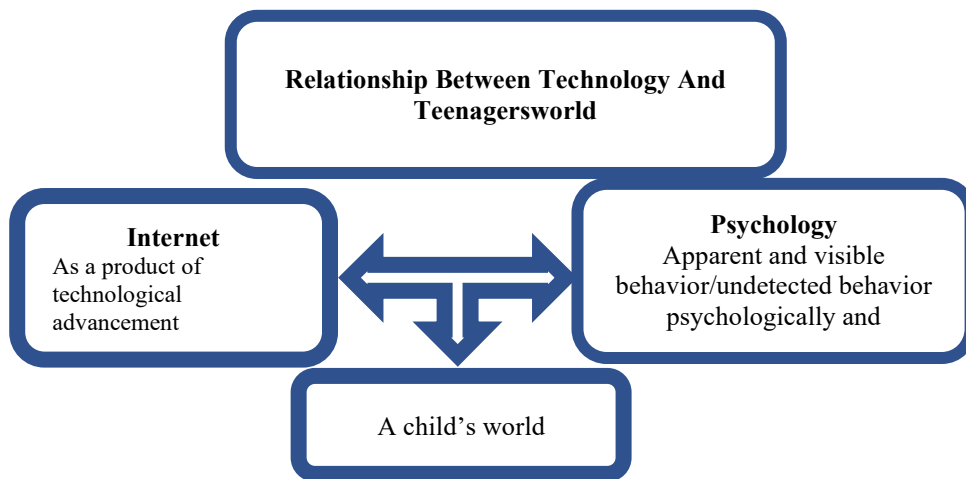 Relationship Between Technology And
Teenagersworld
Internet
As a product of
technological
advancement
Psychology
Apparent and visible
behavior/undetected behavior
psychologically and
A child’s world